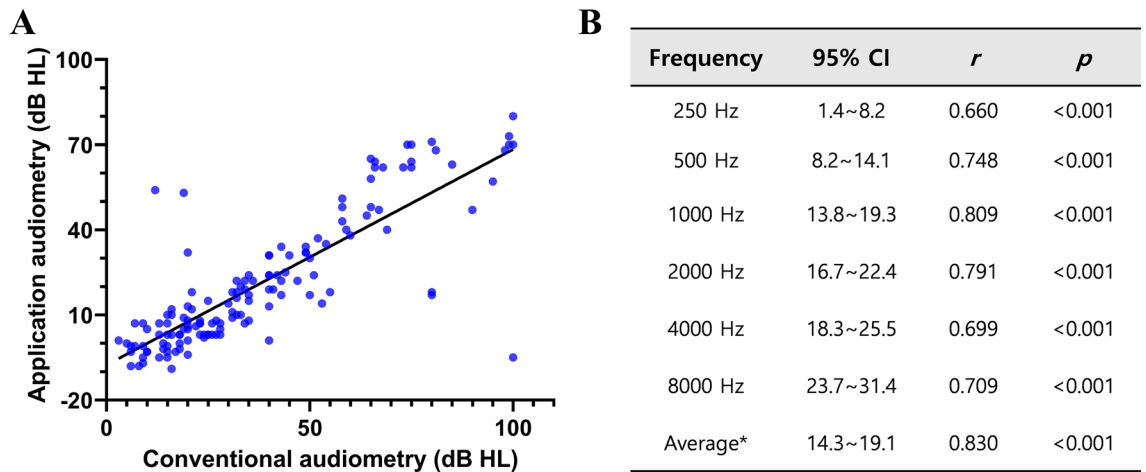 A
100
70
40
10
-20
Application audiometry (dB HL)
0
50
100
Conventional audiometry (dB HL)
B
Frequency 95% CI r p
250 Hz 1.4~8.2 0.660 <0.001
500 Hz 8.2~14.1 0.748 <0.001
1000 Hz 13.8~19.3 0.809 <0.001
2000 Hz 16.7~22.4 0.791 <0.001
4000 Hz 18.3~25.5 0.699 <0.001
8000 Hz 23.7~31.4 0.709 <0.001
Average* 14.3~19.1 0.830 <0.001